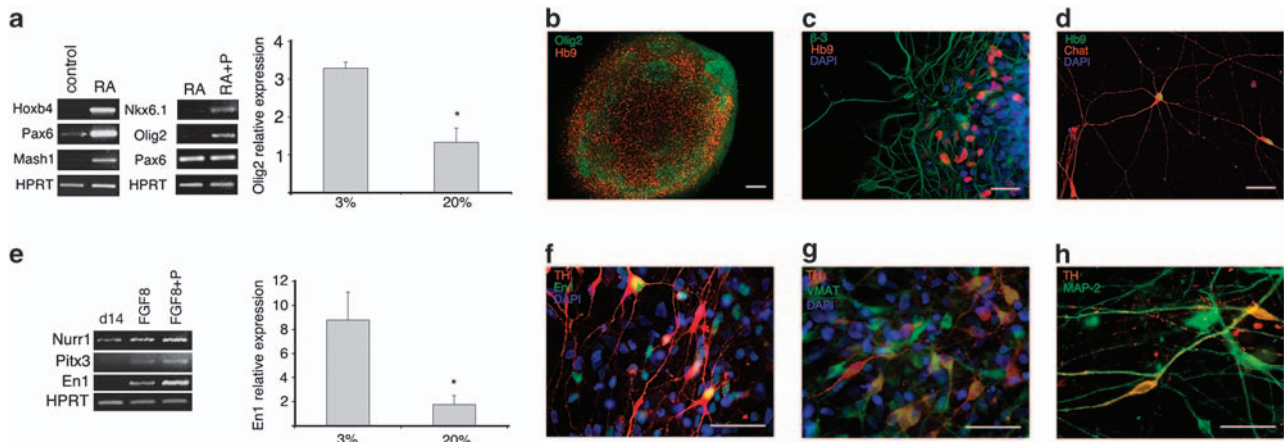 a
control
RA
Hoxb4
Pax6
Mash1
HPRT
RA
RA+P
Nkx6.1
Olig2
Pax6
HPRT
Olig2 relative expression
4
3
2
1
*
3%
20%
b
Olig2
Hb9
c
β-3
Hb9
DAPI
d
Hb9
Chat
DAPI
e
d14
FGF8
FGF8+P
Nurr1
Pitx3
En1
HPRT
En1 relative expression
12
10
8
6
4
2
*
3%
20%
f
TH
En1
DAPI
g
TH
VMAT
DAPI
h
TH
MAP-2